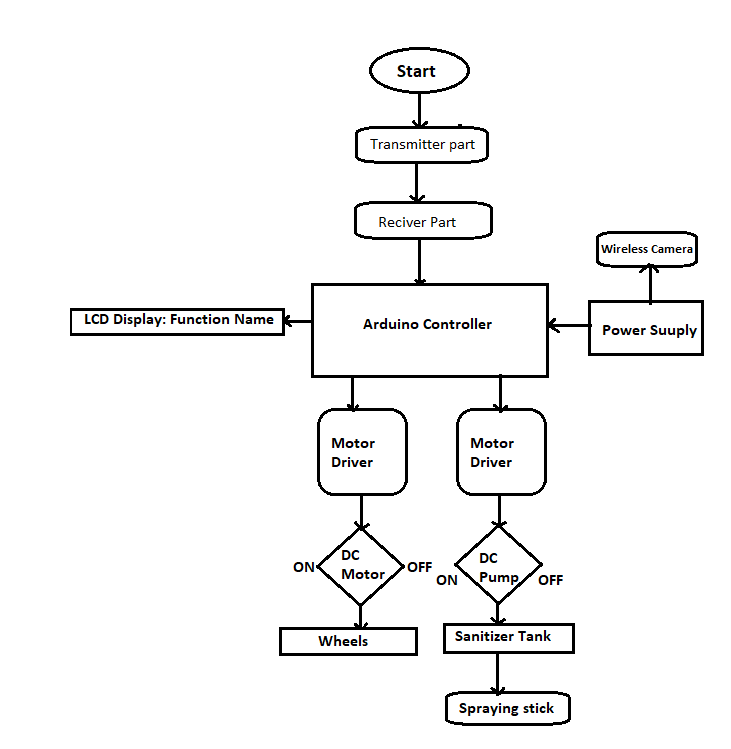 Start
Transmitter part
Reciver Part
Wireless Camera
LCD Display: Function Name
Arduino Controller
Power Suuply
Motor
Driver
Motor
Driver
ON
DC
Motor
OFF
ON
DC
Pump
OFF
Wheels
Sanitizer Tank
Spraying stick